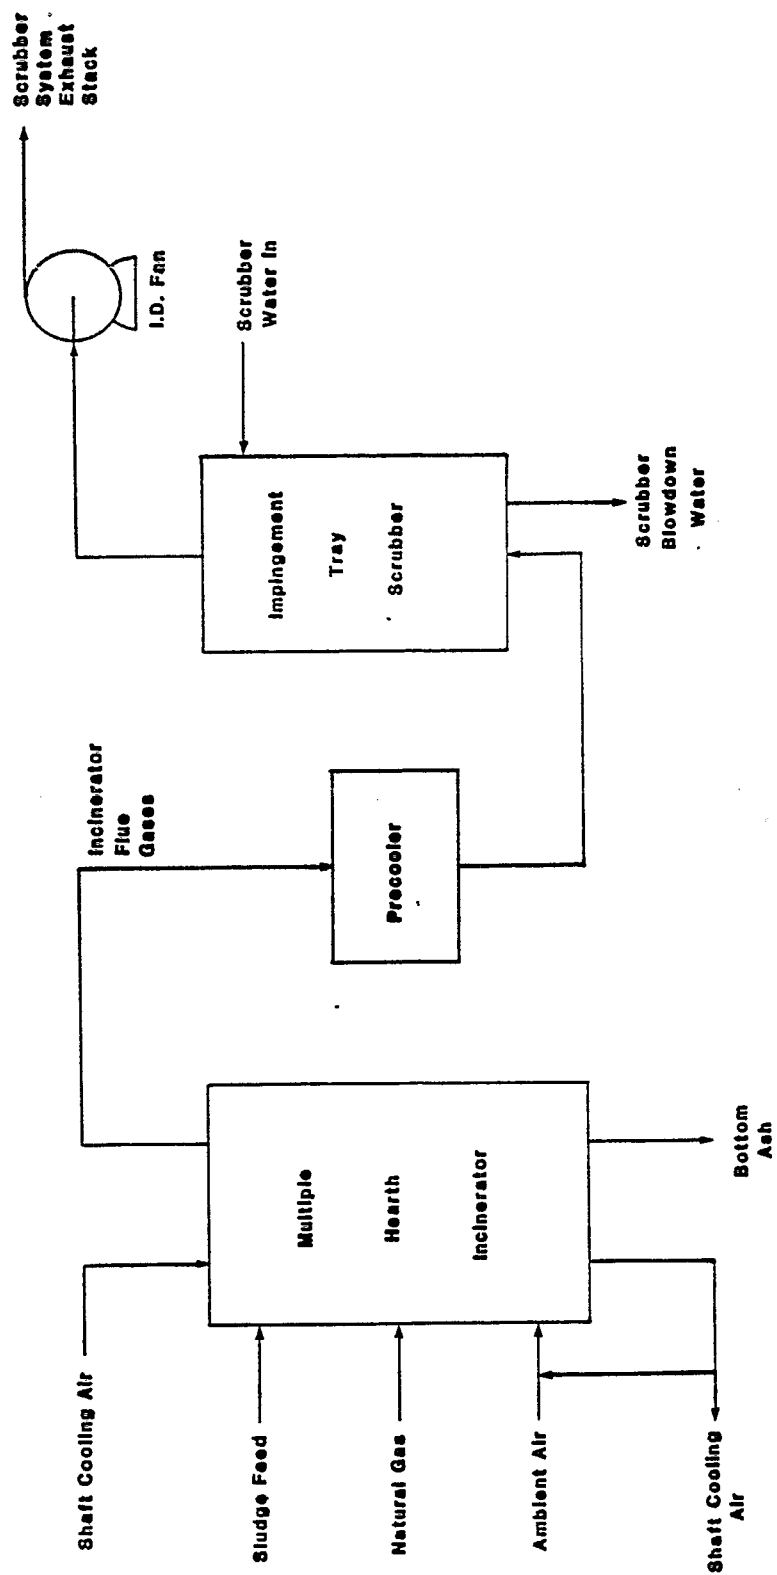 Shaft Cooling Air
Sludge Feed
Natural Gas
Ambient Air
Shaft Cooling
Air
Multiple
Hearth
Incinerator
Bottom
Ash
Incinerator
Flue
Gases
Precooler
Impingement
Tray
Scrubber
Scrubber
Blowdown
Water
Scrubber
Water In
I.D. Fan
Scrubber
System
Exhaust
Stack